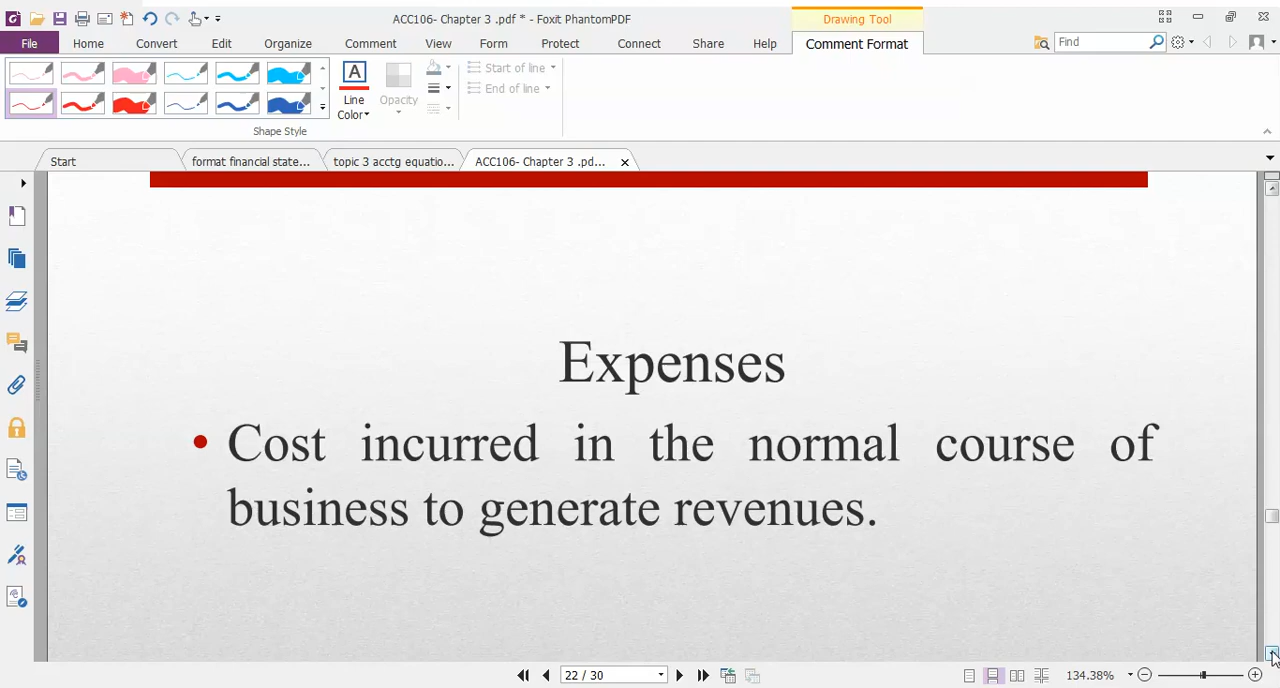 ACC106- Chapter 3 .pdf * - Foxit PhantomPDF
Drawing Tool
File Home Convert Edit Organize Comment View Form Protect Connect Share Help Comment Format Find
A
Line
Color
Opacity
Start of line
End of line
Shape Style
Start
format financial state...
topic 3 acctg equatio...
ACC106- Chapter 3 .pd...
Expenses
• Cost incurred in the normal course of
business to generate revenues.
22 / 30
134.38%